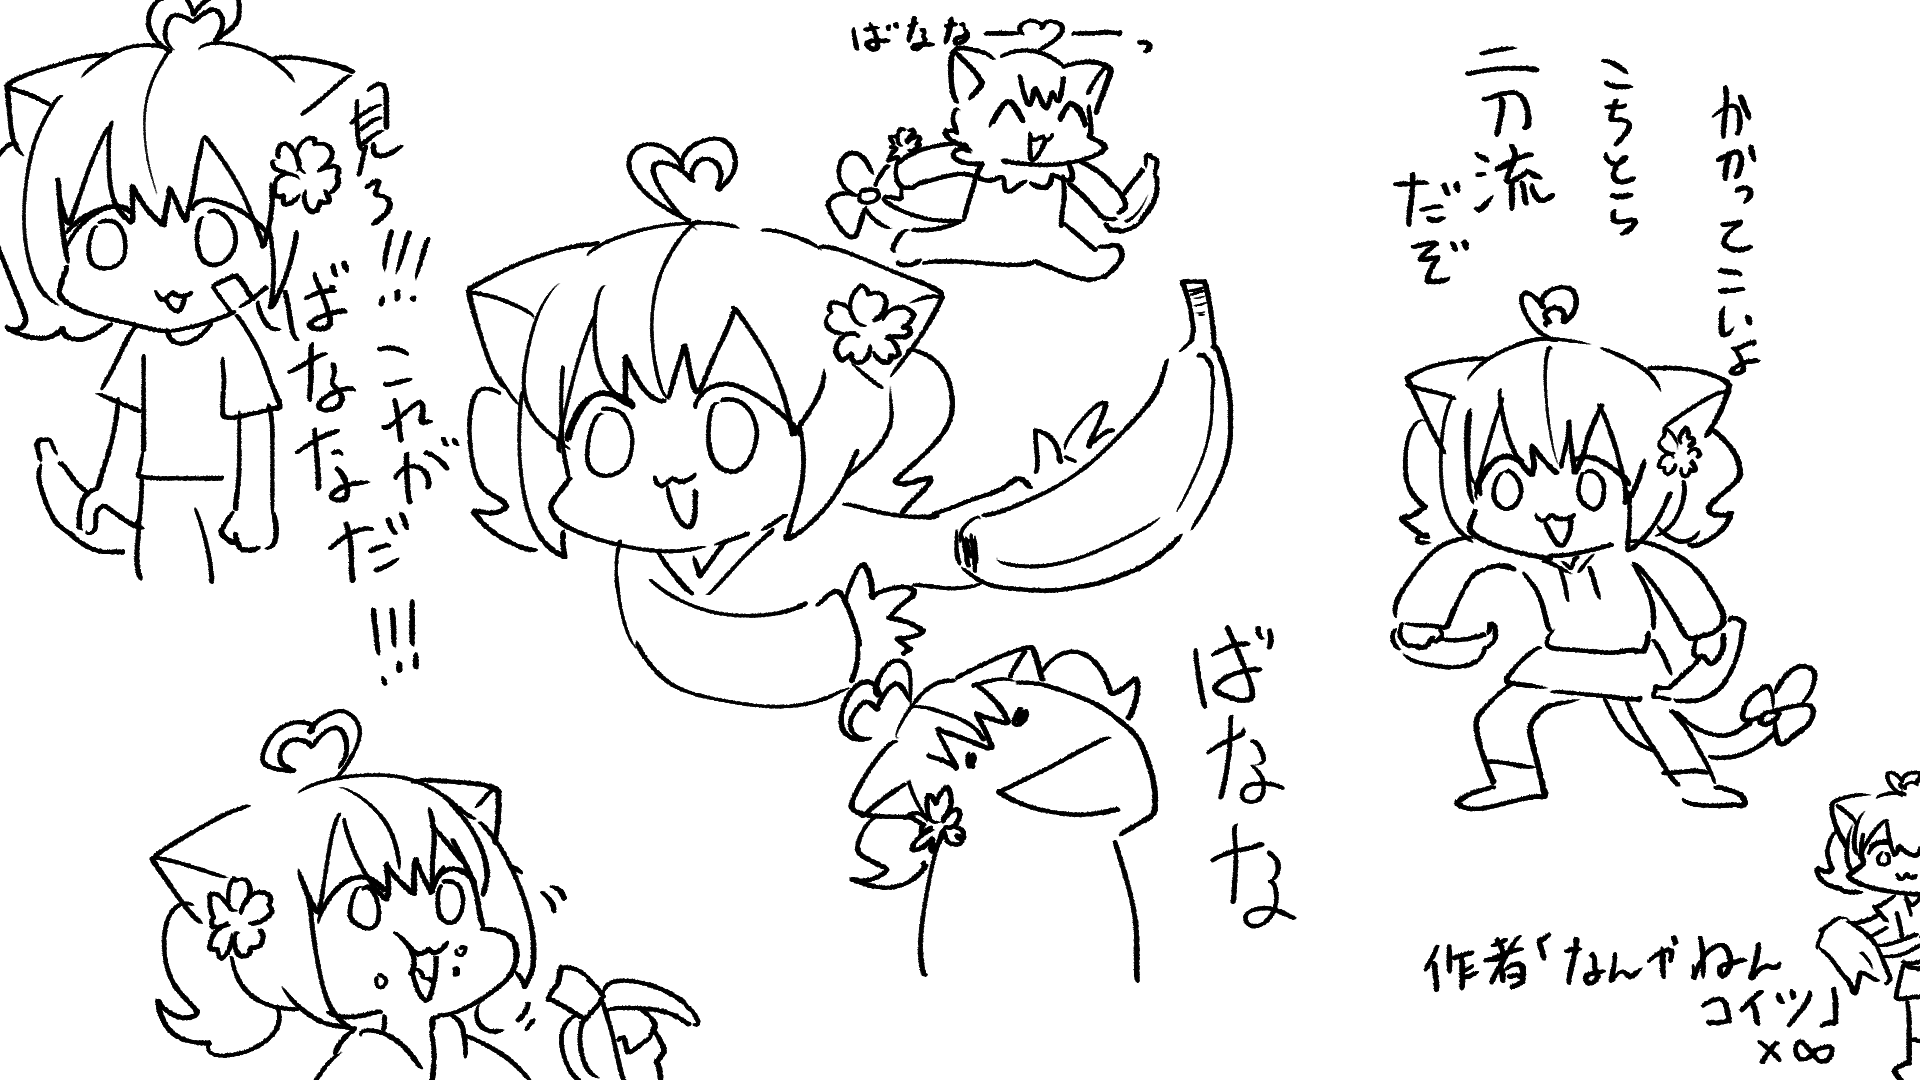 見ろ!!!
これが
ばななだ!!!
ばななーーっ
かかってこいよ
こちとら
二刀流
だぞ
ばなな
作者「なんやねん
コイツ」
×∞